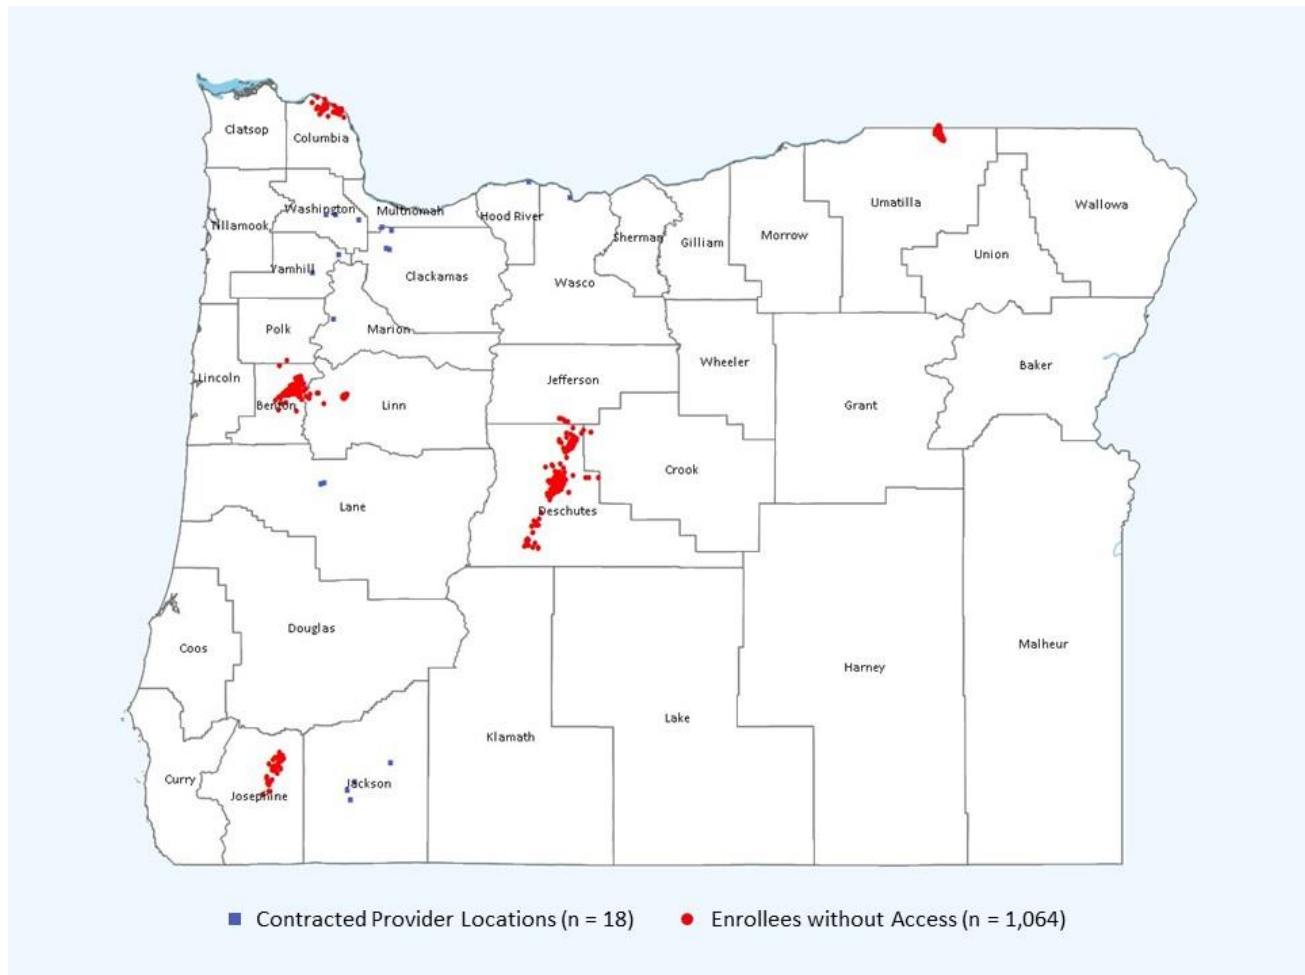 Clatsop
Columbia
Washington
Multnomah
Hood River
Tillamook
Sherman
Gilliam
Morrow
Umatilla
Wallowa
Union
Yamhill
Clackamas
Wasco
Polk
Marion
Wheeler
Baker
Lincoln
Jefferson
Benton
Linn
Grant
Crook
Lane
Deschutes
Douglas
Coos
Malheur
Harney
Lake
Klamath
Curry
Jackson
Josephine
Contracted Provider Locations (n = 18)
Enrollees without Access (n = 1,064)